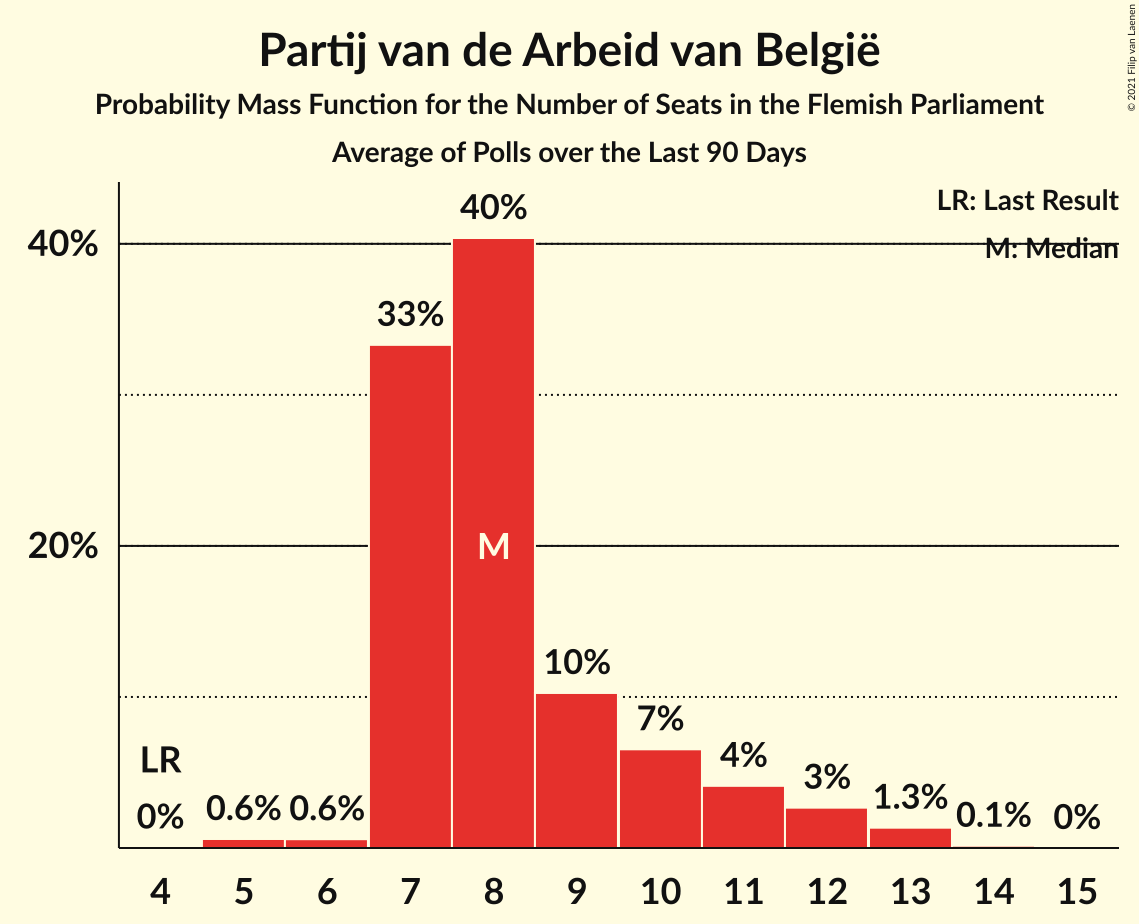 Partij van de Arbeid van België
Probability Mass Function for the Number of Seats in the Flemish Parliament
Average of Polls over the Last 90 Days
© 2021 Filip van Laenen
LR: Last Result
M: Median
40%
20%
LR
0%
0.6%
0.6%
33%
40%
M
10%
7%
4%
3%
1.3%
0.1%
0%
4 5 6 7 8 9 10 11 12 13 14 15